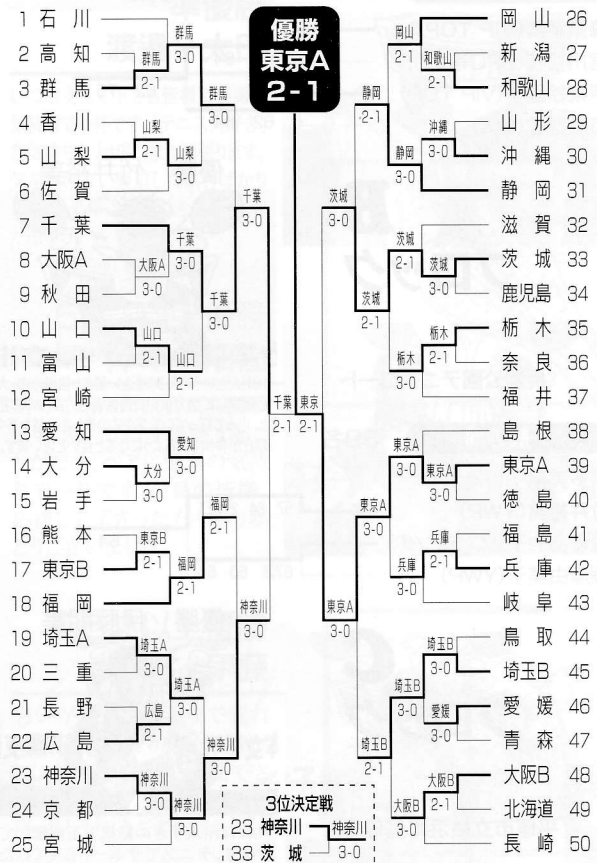 優勝
東京A
2-1
1 石川
2 高知
3 群馬
4 香川
5 山梨
6 佐賀
7 千葉
8 大阪A
9 秋田
10 山口
11 富山
12 宮崎
13 愛知
14 大分
15 岩手
16 熊本
17 東京B
18 福岡
19 埼玉A
20 三重
21 長野
22 広島
23 神奈川
24 京都
25 宮城
群馬
2-1
山梨
2-1
大阪A
3-0
山口
2-1
大分
3-0
東京B
2-1
埼玉A
3-0
広島
2-1
神奈川
3-0
群馬
3-0
山梨
3-0
千葉
3-0
山口
2-1
愛知
3-0
福岡
2-1
埼玉A
3-0
神奈川
3-0
群馬
3-0
千葉
3-0
福岡
2-1
神奈川
3-0
千葉
3-0
神奈川
3-0
千葉
2-1
東京
2-1
茨城
3-0
東京A
3-0
静岡
2-1
茨城
2-1
東京A
3-0
埼玉B
2-1
岡山
2-1
静岡
3-0
茨城
2-1
栃木
3-0
東京A
3-0
兵庫
3-0
埼玉B
3-0
大阪B
3-0
和歌山
2-1
沖縄
3-0
茨城
3-0
栃木
2-1
東京A
3-0
兵庫
2-1
埼玉B
3-0
愛媛
3-0
大阪B
2-1
岡山 26
新潟 27
和歌山 28
山形 29
沖縄 30
静岡 31
滋賀 32
茨城 33
鹿児島 34
栃木 35
奈良 36
福井 37
島根 38
東京A 39
徳島 40
福島 41
兵庫 42
岐阜 43
鳥取 44
埼玉B 45
愛媛 46
青森 47
大阪B 48
北海道 49
長崎 50
3位決定戦
23 神奈川
33 茨城
神奈川
3-0